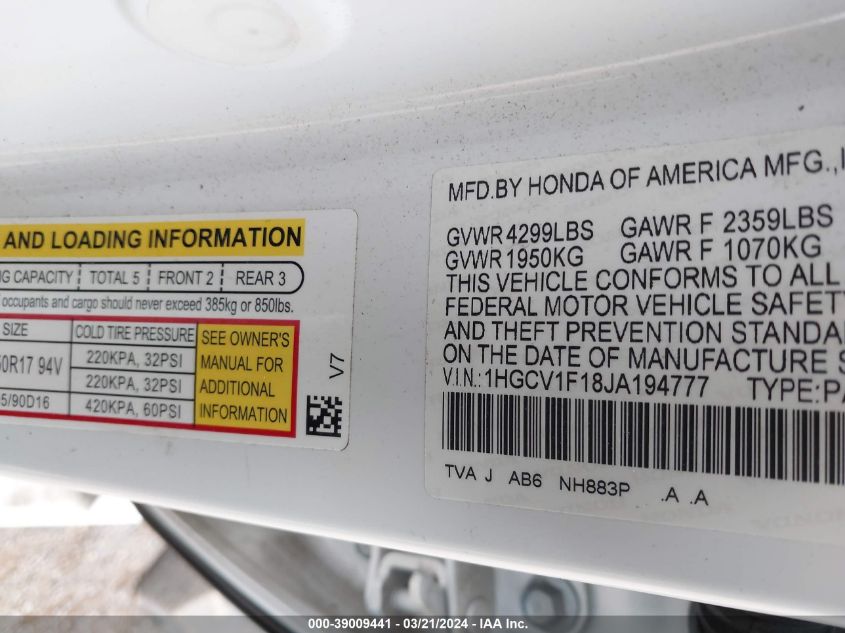 AND LOADING INFORMATION
CAPACITY TOTAL 5 FRONT 2 REAR 3
occupants and cargo should never exceed 385kg or 850lbs.
SIZE COLD TIRE PRESSURE SEE OWNER'S
MANUAL FOR
ADDITIONAL
INFORMATION
50R17 94V 220KPA, 32PSI
220KPA, 32PSI
5/90D16 420KPA, 60PSI
V7
MFD.BY HONDA OF AMERICA MFG.,
GVWR 4299LBS GAWR F 2359LBS
GVWR 1950KG GAWR F 1070KG
THIS VEHICLE CONFORMS TO ALL
FEDERAL MOTOR VEHICLE SAFETY
AND THEFT PREVENTION STANDA
ON THE DATE OF MANUFACTURE S
V.I.N.:1HGCV1F18JA194777 TYPE:PA
TVA J AB6 NH883P .A .A
000-39009441 - 03/21/2024 - IAA Inc.